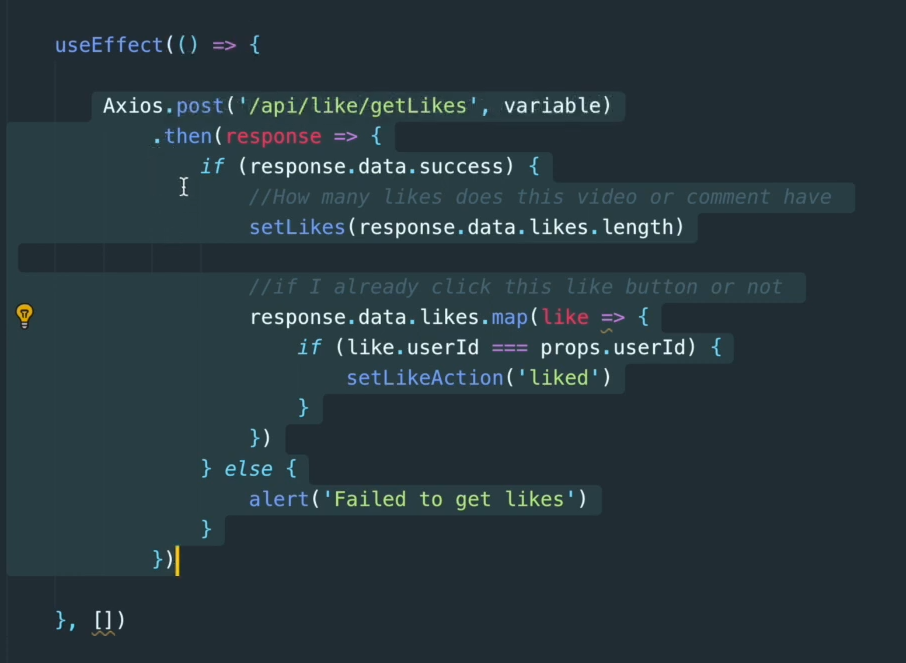 useEffect(() => {
Axios.post('/api/like/getLikes', variable)
.then(response => {
if (response.data.success) {
//How many likes does this video or comment have
setLikes(response.data.likes.length)
//if I already click this like button or not
response.data.likes.map(like => {
if (like.userId === props.userId) {
setLikeAction('liked')
}
})
} else {
alert('Failed to get likes')
}
})
}, [])